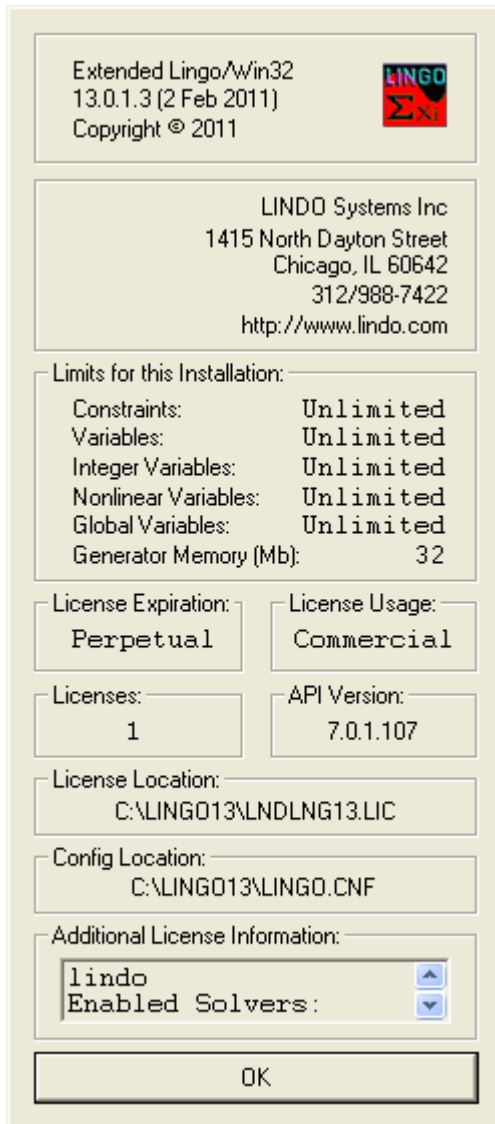 Extended Lingo/Win32
13.0.1.3 (2 Feb 2011)
Copyright © 2011
LINGO
Σxi
LINDO Systems Inc
1415 North Dayton Street
Chicago, IL 60642
312/988-7422
http://www.lindo.com
Limits for this Installation:
Constraints: Unlimited
Variables: Unlimited
Integer Variables: Unlimited
Nonlinear Variables: Unlimited
Global Variables: Unlimited
Generator Memory (Mb): 32
License Expiration: License Usage:
Perpetual Commercial
Licenses: API Version:
1 7.0.1.107
License Location:
C:\LINGO13\LNDLNG13.LIC
Config Location:
C:\LINGO13\LINGO.CNF
Additional License Information:
lindo
Enabled Solvers:
OK